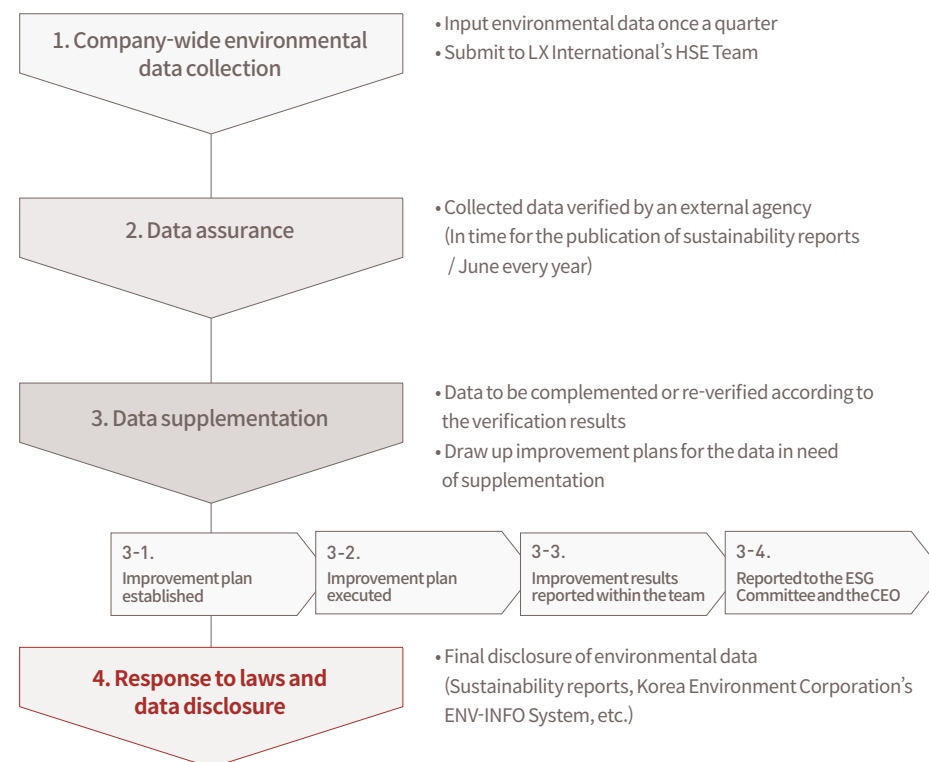 1. Company-wide environmental
data collection
• Input environmental data once a quarter
• Submit to LX International's HSE Team
2. Data assurance
• Collected data verified by an external agency
(In time for the publication of sustainability reports
/ June every year)
3. Data supplementation
• Data to be complemented or re-verified according to
the verification results
• Draw up improvement plans for the data in need
of supplementation
3-1.
Improvement plan
established
3-2.
Improvement plan
executed
3-3.
Improvement results
reported within the team
3-4.
Reported to the ESG
Committee and the CEO
4. Response to laws and
data disclosure
• Final disclosure of environmental data
(Sustainability reports, Korea Environment Corporation's
ENV-INFO System, etc.)